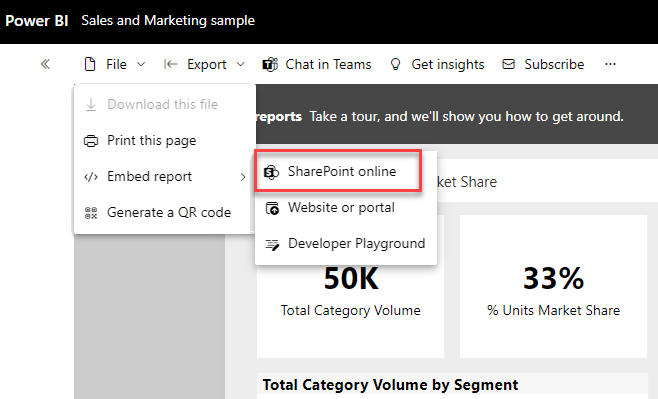 Power BI Sales and Marketing sample
File Export Chat in Teams Get insights Subscribe ...
Download this file
Print this page
Embed report
Generate a QR code
SharePoint online
Website or portal
Developer Playground
reports Take a tour, and we'll show you how to get around.
ket Share
50K
Total Category Volume
33%
% Units Market Share
Total Category Volume by Segment